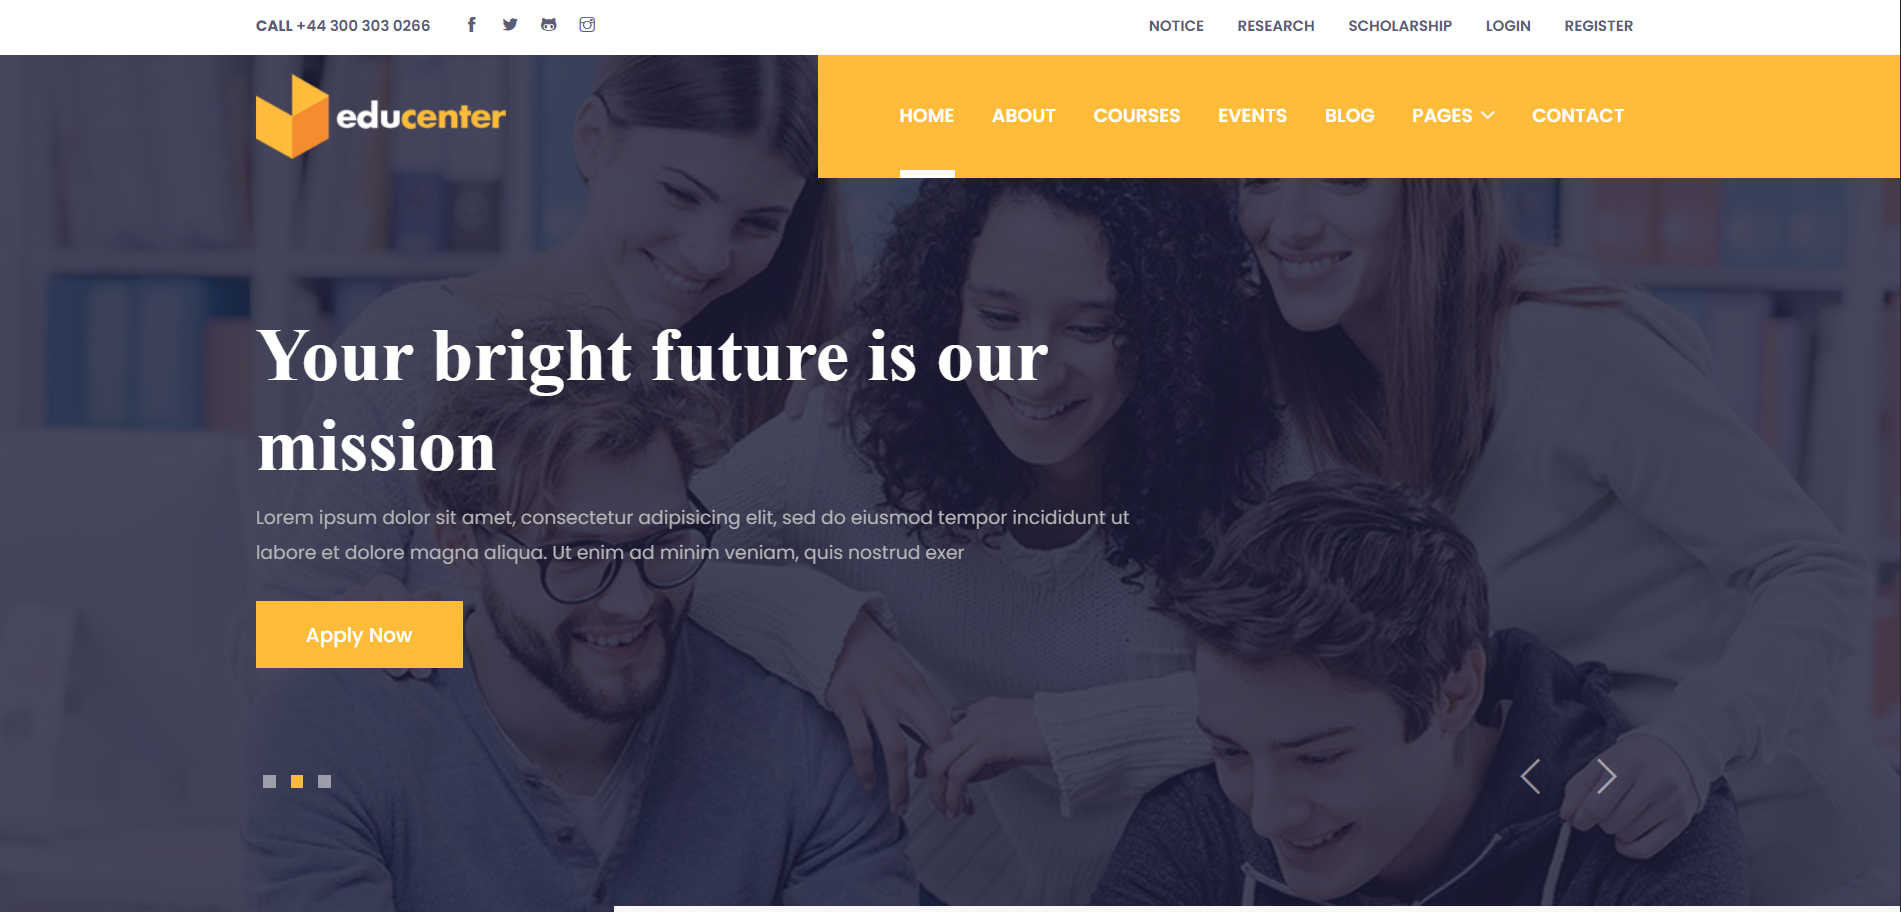 CALL +44 300 303 0266
NOTICE RESEARCH SCHOLARSHIP LOGIN REGISTER
educenter
HOME ABOUT COURSES EVENTS BLOG PAGES CONTACT
Your bright future is our
mission
Lorem ipsum dolor sit amet, consectetur adipisicing elit, sed do eiusmod tempor incididunt ut
labore et dolore magna aliqua. Ut enim ad minim veniam, quis nostrud exer
Apply Now